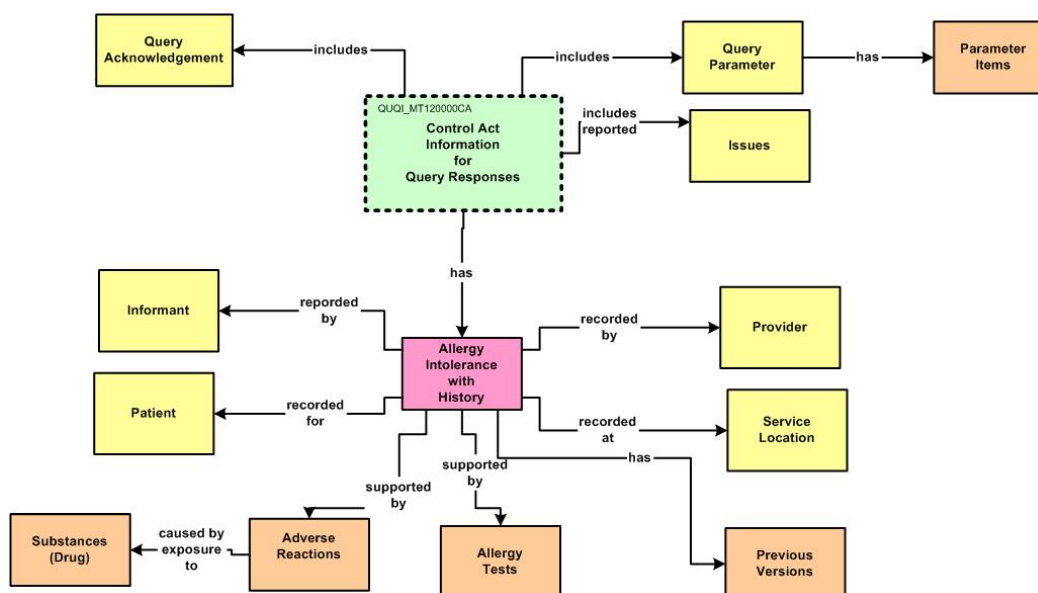 Query
Acknowledgement
includes
includes
Query
Parameter
has
Parameter
Items
QUQI_MT120000CA
Control Act
Information
for
Query Responses
includes
reported
Issues
has
Informant
reporded
by
Allergy
Intolerance
with
History
recorded
by
Provider
Patient
recorded
for
recorded
at
Service
Location
supported
by
supported
by
has
Substances
(Drug)
caused by
exposure
to
Adverse
Reactions
Allergy
Tests
Previous
Versions